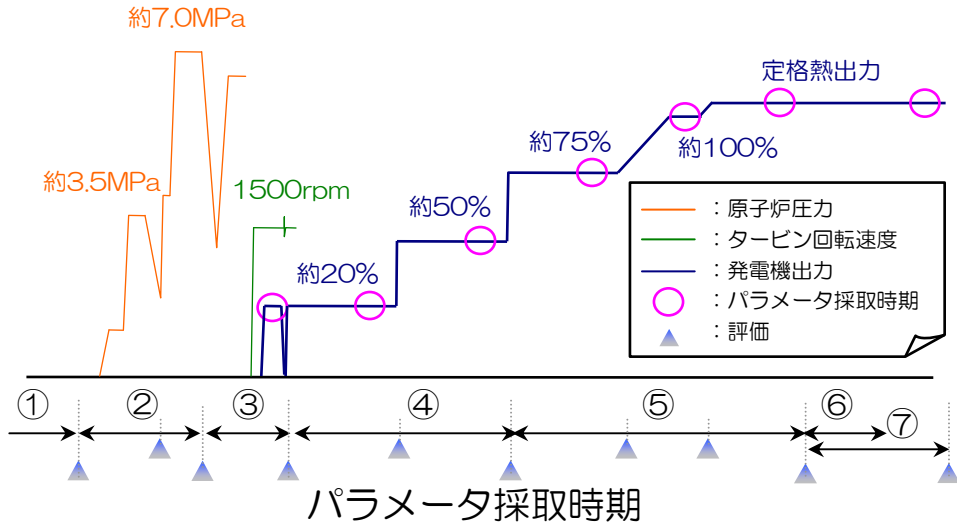 約7.0MPa
定格熱出力
約75%
約100%
約3.5MPa
1500rpm
約50%
約20%
:原子炉圧力
:タービン回転速度
:発電機出力
:パラメータ採取時期
:評価
① ② ③ ④ ⑤ ⑥
⑦
パラメータ採取時期